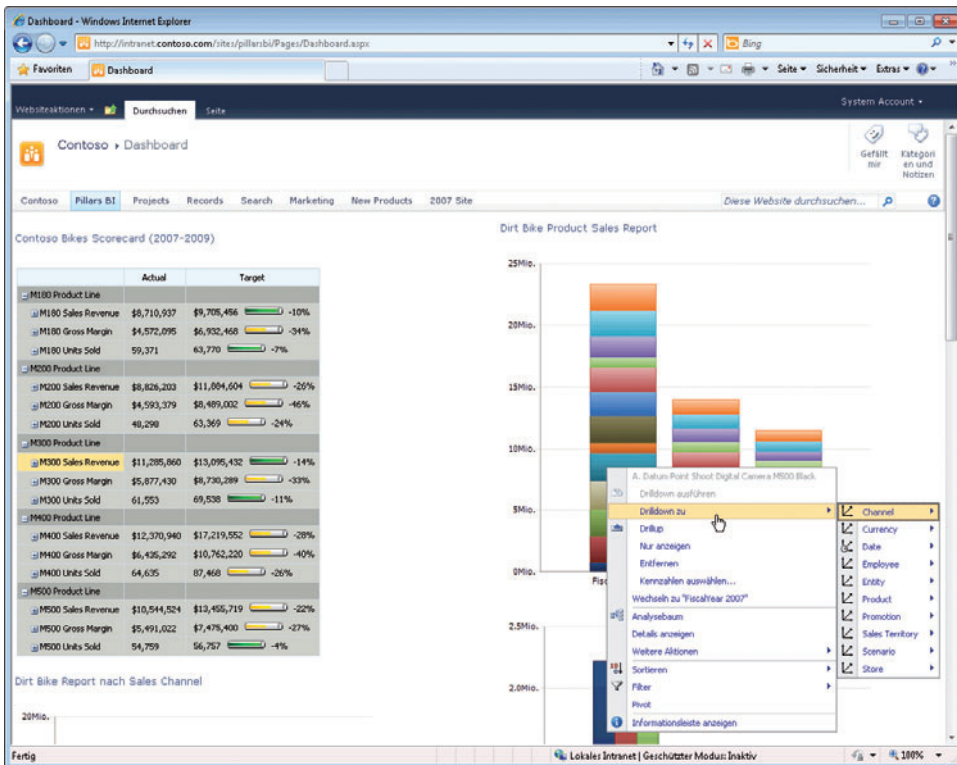 Dashboard - Windows Internet Explorer
http://intranet.contoso.com/sites/pillarsbi/Pages/Dashboard.aspx
Bing
Favoriten
Dashboard
Seite
Sicherheit
Extras
Websiteaktionen
Durchsuchen
Seite
System Account
Contoso
Dashboard
Gefällt mir
Kategori en und Notizen
Contoso
Pillars BI
Projects
Records
Search
Marketing
New Products
2007 Site
Diese Website durchsuchen...
Contoso Bikes Scorecard (2007-2009)
Actual Target
M180 Product Line
M180 Sales Revenue $8,710,937 $9,705,456 -10%
M180 Gross Margin $4,572,095 $6,932,468 -34%
M180 Units Sold 59,371 63,770 -7%
M200 Product Line
M200 Sales Revenue $8,826,203 $11,884,604 -26%
M200 Gross Margin $4,593,379 $8,489,002 -46%
M200 Units Sold 48,298 63,369 -24%
M300 Product Line
M300 Sales Revenue $11,285,860 $13,095,432 -14%
M300 Gross Margin $5,877,430 $8,730,289 -33%
M300 Units Sold 61,553 69,538 -11%
M400 Product Line
M400 Sales Revenue $12,370,940 $17,219,552 -28%
M400 Gross Margin $6,435,292 $10,762,220 -40%
M400 Units Sold 64,635 87,468 -26%
M500 Product Line
M500 Sales Revenue $10,544,524 $13,455,719 -22%
M500 Gross Margin $5,491,022 $7,475,400 -27%
M500 Units Sold 54,759 56,757 -4%
Dirt Bike Report nach Sales Channel
20Mio.
Dirt Bike Product Sales Report
25Mio.
20Mio.
15Mio.
10Mio.
5Mio.
0Mio.
Fisc
2.5Mio.
2.0Mio.
A. Datum Point Shoot Digital Camera M500 Black
Drilldown ausführen
Drilldown zu
Drillup
Nur anzeigen
Entfernen
Kennzahlen auswählen...
Wechseln zu "FiscalYear 2007"
Analysebaum
Details anzeigen
Weitere Aktionen
Sortieren
Filter
Pivot
Informationsleiste anzeigen
Channel
Currency
Date
Employee
Entity
Product
Promotion
Sales Territory
Scenario
Store
Fertig
Lokales Intranet | Geschützter Modus: Inaktiv
100%